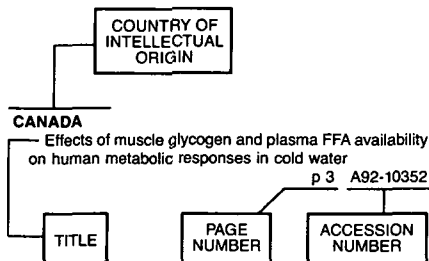 COUNTRY OF
INTELLECTUAL
ORIGIN
CANADA
Effects of muscle glycogen and plasma FFA availability
on human metabolic responses in cold water
p 3 A92-10352
TITLE
PAGE
NUMBER
ACCESSION
NUMBER